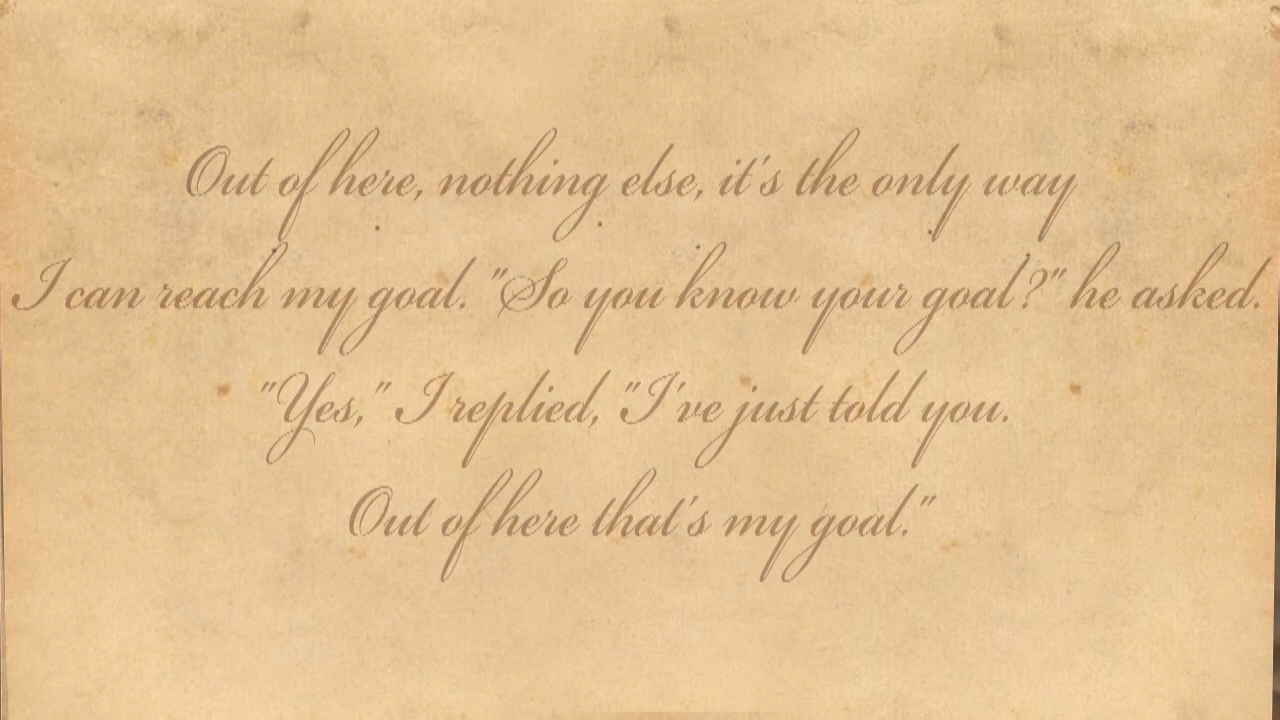 Out of here, nothing else, it's the only way
I can reach my goal. "So you know your goal?" he asked.
"Yes," I replied, "I've just told you.
Out of here that's my goal."